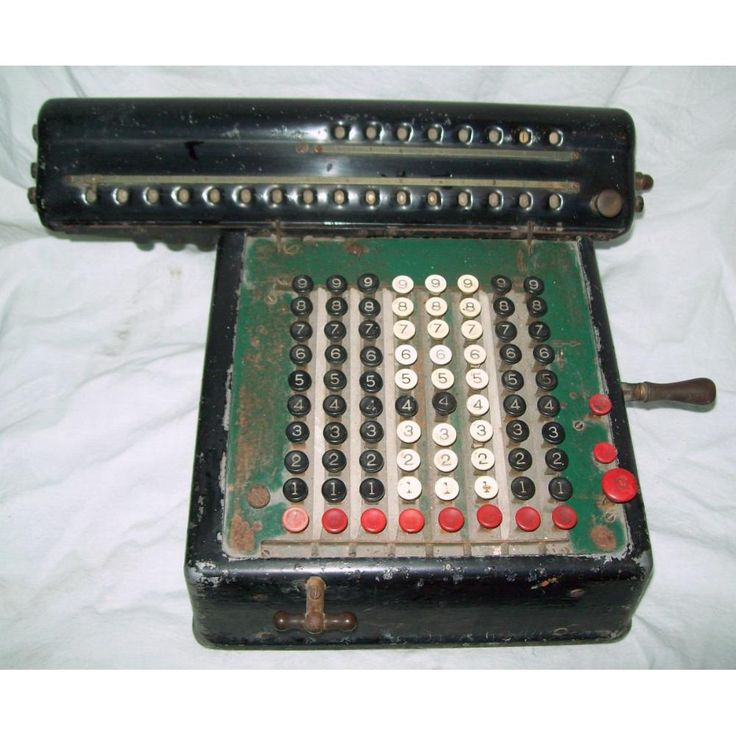 9 9 9 9 9 9 9 9
8 8 8 8 8 8 8 8
7 7 7 7 7 7 7 7
6 6 6 6 6 6 6 6
5 5 5 5 5 5 5 5
4 4 4 4 4 4 4 4
3 3 3 3 3 3 3 3
2 2 2 2 2 2 2 2
1 1 1 1 1 1 1 1